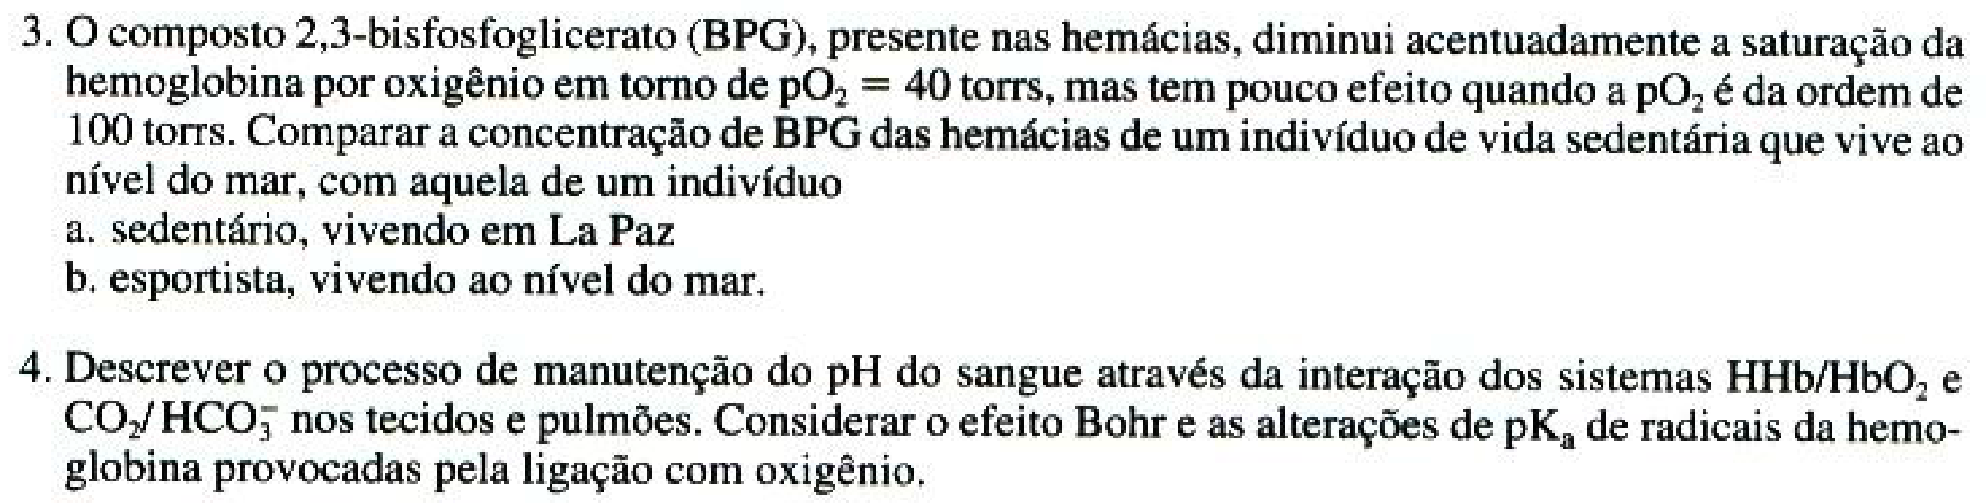 3. O composto 2,3-bisfosfoglicerato (BPG), presente nas hemácias, diminui acentuadamente a saturação da
hemoglobina por oxigênio em torno de pO₂ = 40 torrs, mas tem pouco efeito quando a pO₂ é da ordem de
100 torrs. Comparar a concentração de BPG das hemácias de um indivíduo de vida sedentária que vive ao
nível do mar, com aquela de um indivíduo
a. sedentário, vivendo em La Paz
b. esportista, vivendo ao nível do mar.
4. Descrever o processo de manutenção do pH do sangue através da interação dos sistemas HHb/HbO₂ e
CO₂/HCO₃⁻ nos tecidos e pulmões. Considerar o efeito Bohr e as alterações de pKₐ de radicais da hemo-
globina provocadas pela ligação com oxigênio.